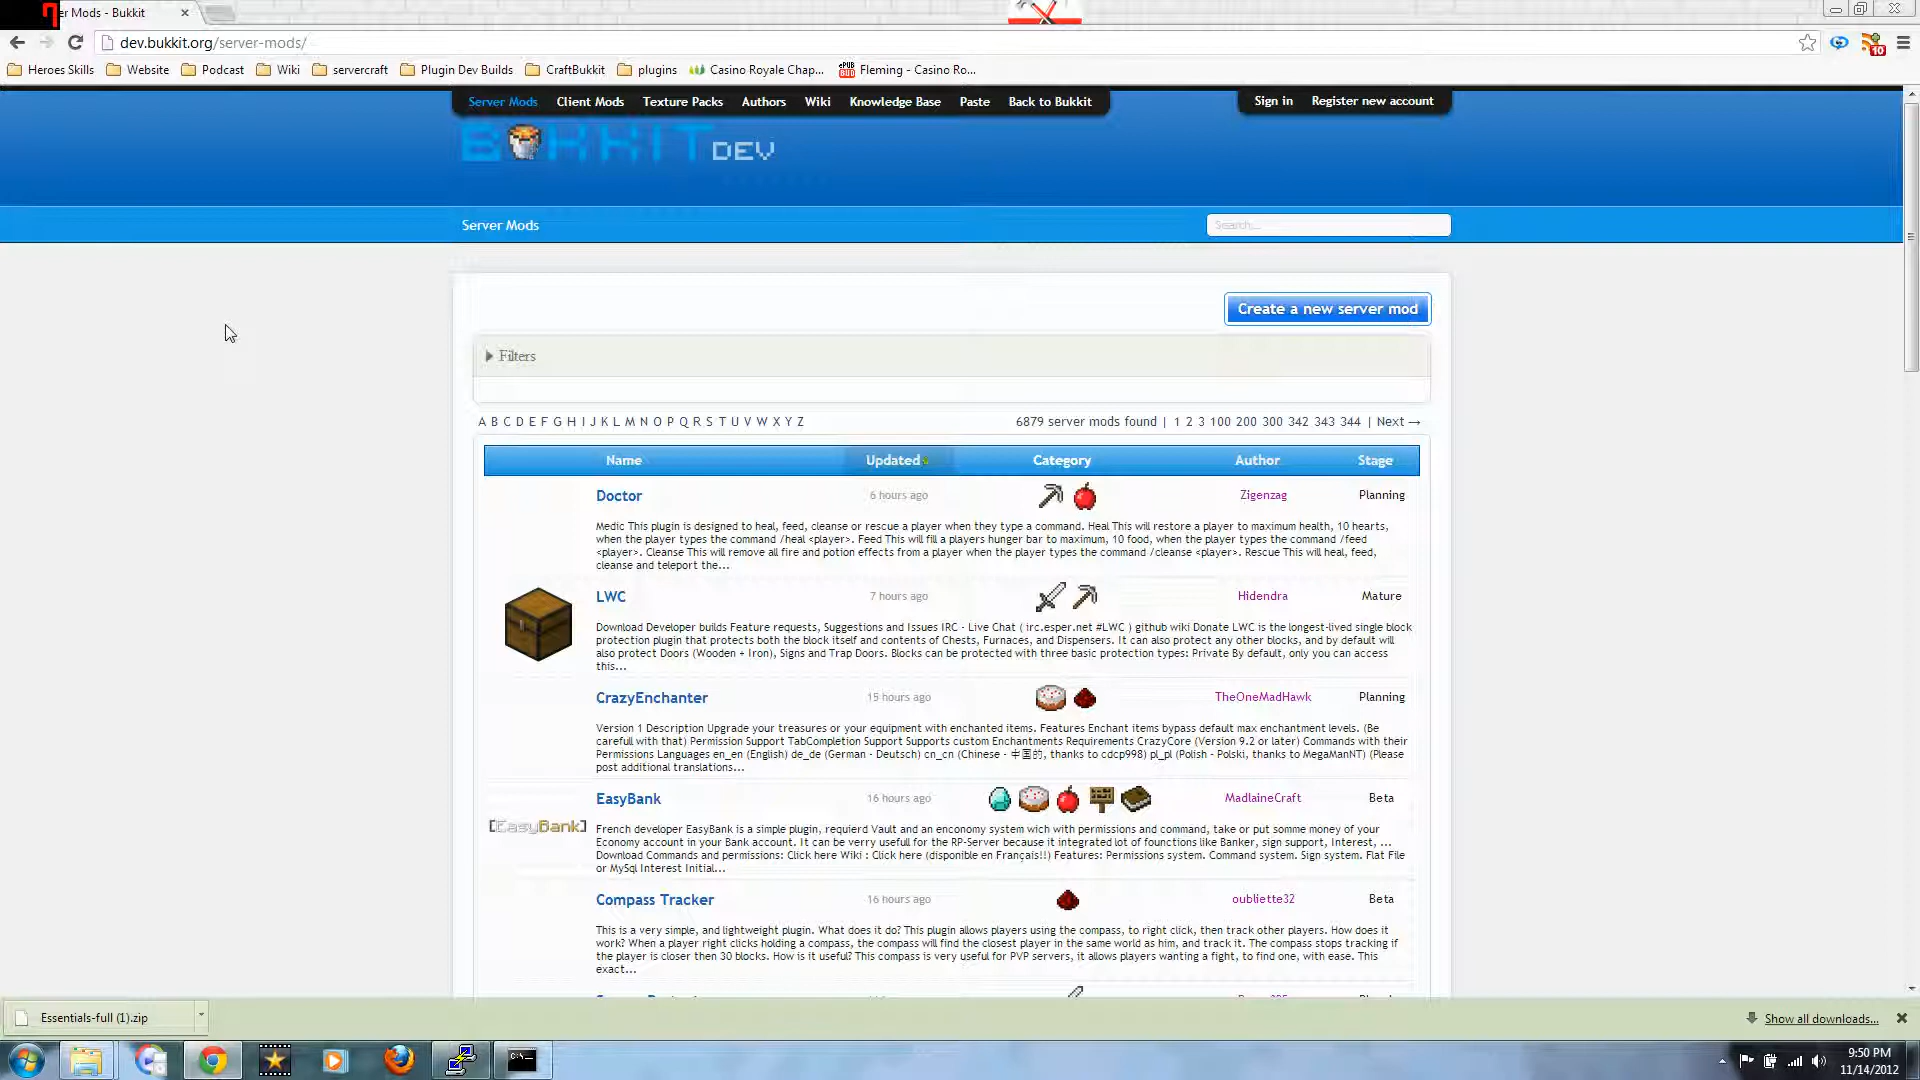 er Mods - Bukkit
dev.bukkit.org/server-mods/
Heroes Skills Website Podcast Wiki servercraft Plugin Dev Builds CraftBukkit plugins Casino Royale Chap... ePUB BUD Fleming - Casino Ro...
10
Server Mods Client Mods Texture Packs Authors Wiki Knowledge Base Paste Back to Bukkit Sign in Register new account
BUKKIT DEV
Server Mods Search...
Create a new server mod
Filters
A B C D E F G H I J K L M N O P Q R S T U V W X Y Z 6879 server mods found | 1 2 3 100 200 300 342 343 344 | Next →
Name Updated Category Author Stage
Doctor 6 hours ago Zigenzag Planning
Medic This plugin is designed to heal, feed, cleanse or rescue a player when they type a command. Heal This will restore a player to maximum health, 10 hearts,
when the player types the command /heal <player>. Feed This will fill a players hunger bar to maximum, 10 food, when the player types the command /feed
<player>. Cleanse This will remove all fire and potion effects from a player when the player types the command /cleanse <player>. Rescue This will heal, feed,
cleanse and teleport the...
LWC 7 hours ago Hidendra Mature
Download Developer builds Feature requests, Suggestions and Issues IRC - Live Chat ( irc.esper.net #LWC ) github wiki Donate LWC is the longest-lived single block
protection plugin that protects both the block itself and contents of Chests, Furnaces, and Dispensers. It can also protect any other blocks, and by default will
also protect Doors (Wooden + Iron), Signs and Trap Doors. Blocks can be protected with three basic protection types: Private By default, only you can access
this...
CrazyEnchanter 15 hours ago TheOneMadHawk Planning
Version 1 Description Upgrade your treasures or your equipment with enchanted items. Features Enchant items bypass default max enchantment levels. (Be
careful with that) Permission Support TabCompletion Support Supports custom Enchantments Requirements CrazyCore (Version 9.2 or later) Commands with their
Permissions Languages en_en (English) de_de (German - Deutsch) cn_cn (Chinese - 中国的, thanks to cdcp998) pl_pl (Polish - Polski, thanks to MegaManNT) (Please
post additional translations...
EasyBank 16 hours ago MadlaineCraft Beta
[EasyBank]
French developer EasyBank is a simple plugin, requierd Vault and an enconomy system wich with permissions and command, take or put somme money of your
Economy account in your Bank account. It can be verry usefull for the RP-Server because it integrated lot of founctions like Banker, sign support, Interest, ...
Download Commands and permissions: Click here Wiki : Click here (disponible en Français!!) Features: Permissions system. Command system. Sign system. Flat File
or MySql Interest Initial...
Compass Tracker 16 hours ago oubliette32 Beta
This is a very simple, and lightweight plugin. What does it do? This plugin allows players using the compass, to right click, then track other players. How does it
work? When a player right clicks holding a compass, the compass will find the closest player in the same world as him, and track it. The compass stops tracking if
the player is closer then 30 blocks. How is it useful? This compass is very useful for PVP servers, it allows players wanting a fight, to find one, with ease. This
exact...
Essentials-full (1).zip Show all downloads...
C:\_
9:50 PM
11/14/2012